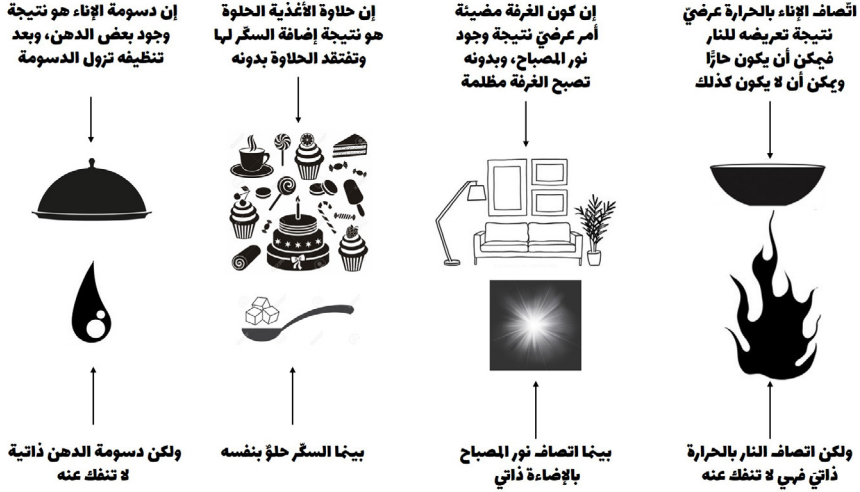 اتّصاف الإناء بالحرارة عرضيّ
نتيجة تعريضه للنار
فيمكن أن يكون حارًّا
ويمكن أن لا يكون كذلك
إن كون الغرفة مضيئة
أمر عرضيّ نتيجة وجود
نور المصباح، وبدونه
تصبح الغرفة مظلمة
إن حلاوة الأغذية الحلوة
هو نتيجة إضافة السكّر لها
وتفتقد الحلاوة بدونه
إن دسومة الإناء هو نتيجة
وجود بعض الدهن، وبعد
تنظيفه تزول الدسومة
ولكن اتصاف النار بالحرارة
ذاتيّ فهي لا تنفك عنه
بينما اتصاف نور المصباح
بالإضاءة ذاتي
بينما السكّر حلوٌ بنفسه
ولكن دسومة الدهن ذاتية
لا تنفك عنه